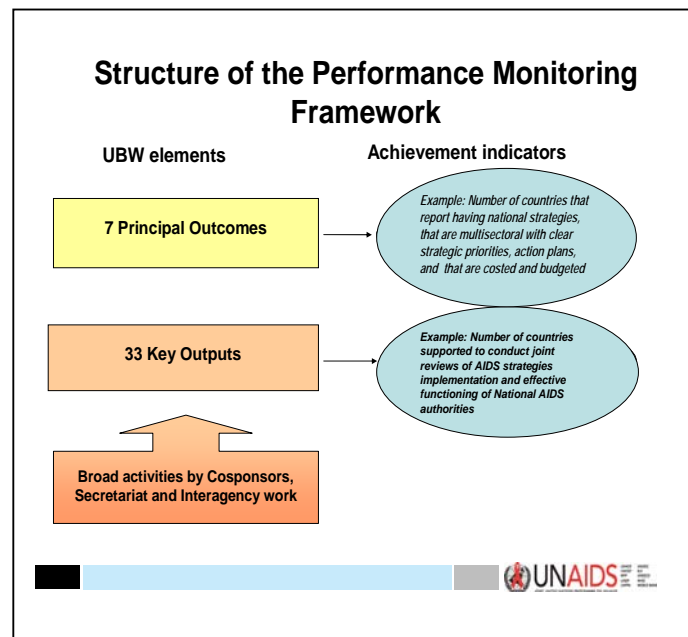 Structure of the Performance Monitoring
Framework
UBW elements
Achievement indicators
7 Principal Outcomes
Example: Number of countries that
report having national strategies,
that are multisectoral with clear
strategic priorities, action plans,
and that are costed and budgeted
33 Key Outputs
Example: Number of countries
supported to conduct joint
reviews of AIDS strategies
implementation and effective
functioning of National AIDS
authorities
Broad activities by Cosponsors,
Secretariat and Interagency work
UNAIDS